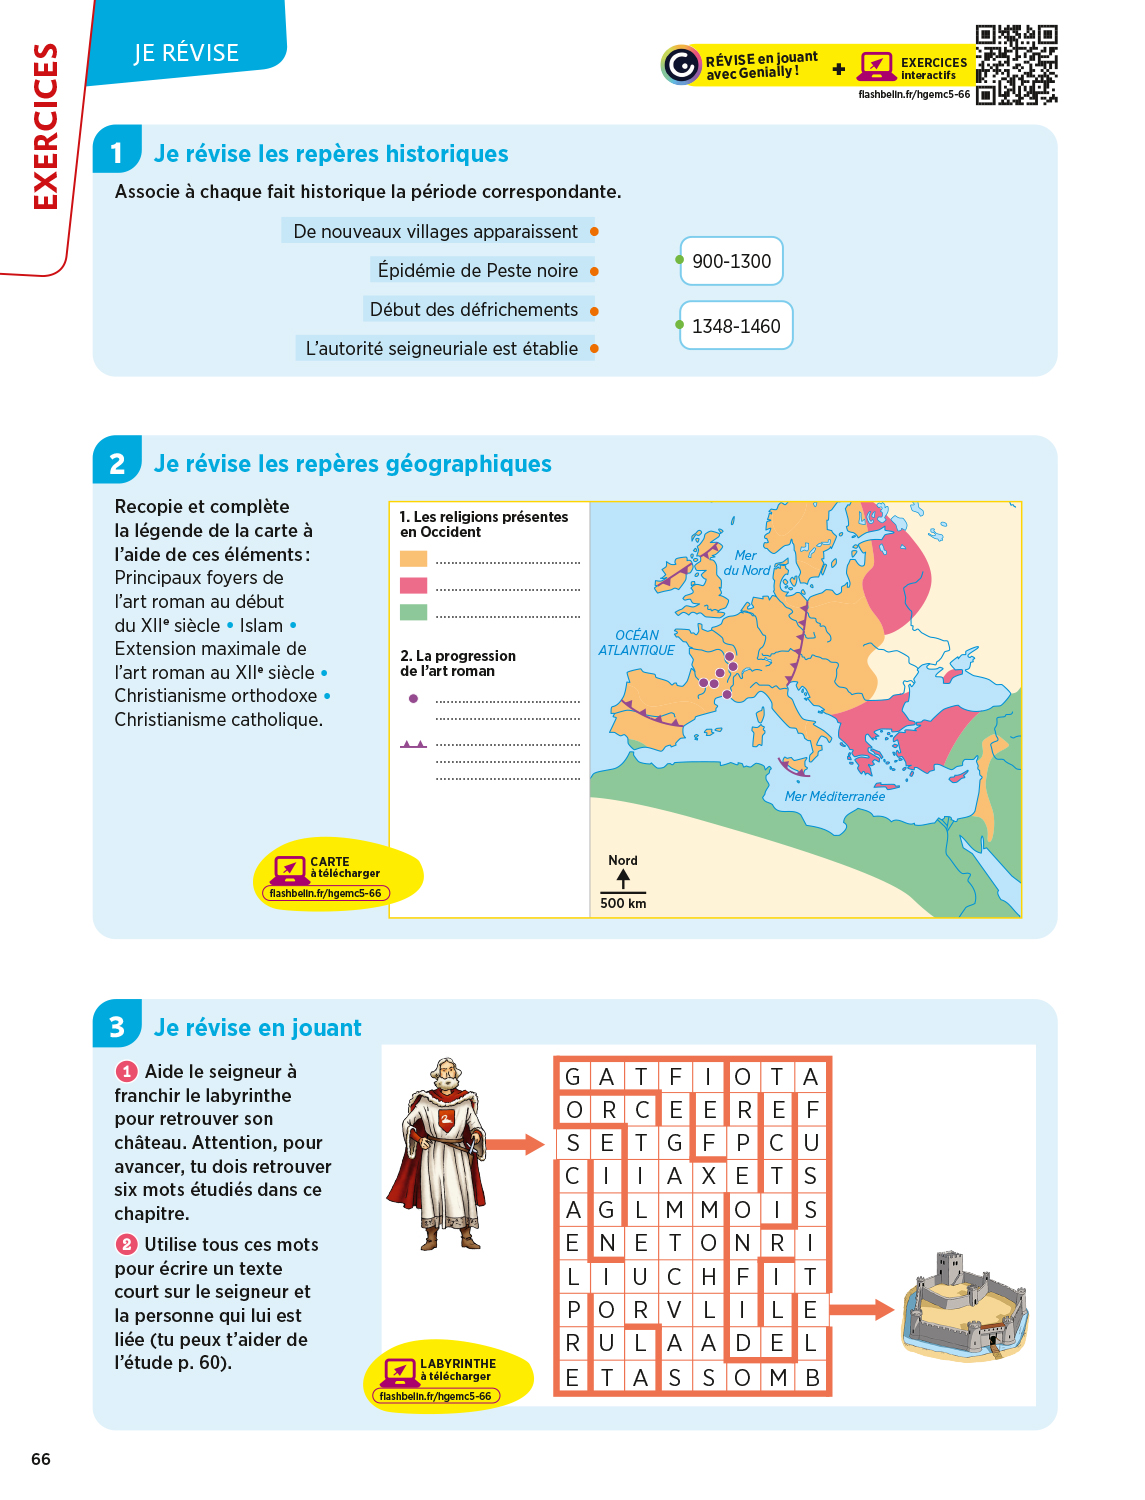 EXERCICES
JE RÉVISE
RÉVISE en jouant
avec Genially !
+
EXERCICES
interactifs
flashbelin.fr/hgemc5-66
1 Je révise les repères historiques
Associe à chaque fait historique la période correspondante.
De nouveaux villages apparaissent
Épidémie de Peste noire
Début des défrichements
L'autorité seigneuriale est établie
900-1300
1348-1460
2 Je révise les repères géographiques
Recopie et complète
la légende de la carte à
l'aide de ces éléments :
Principaux foyers de
l'art roman au début
du XIIe siècle • Islam •
Extension maximale de
l'art roman au XIIe siècle •
Christianisme orthodoxe •
Christianisme catholique.
CARTE
à télécharger
flashbelin.fr/hgemc5-66
1. Les religions présentes
en Occident
2. La progression
de l'art roman
Mer
du Nord
OCÉAN
ATLANTIQUE
Mer Méditerranée
Nord
500 km
3 Je révise en jouant
1 Aide le seigneur à
franchir le labyrinthe
pour retrouver son
château. Attention, pour
avancer, tu dois retrouver
six mots étudiés dans ce
chapitre.
2 Utilise tous ces mots
pour écrire un texte
court sur le seigneur et
la personne qui lui est
liée (tu peux t'aider de
l'étude p. 60).
LABYRINTHE
à télécharger
flashbelin.fr/hgemc5-66
G A T F I O T A
O R C E E R E F
S E T G F P C U
C I I A X E T S
A G L M M O I S
E N E T O N R I
L I U C H F I T
P O R V L I L E
R U L A A D E L
E T A S S O M B
66